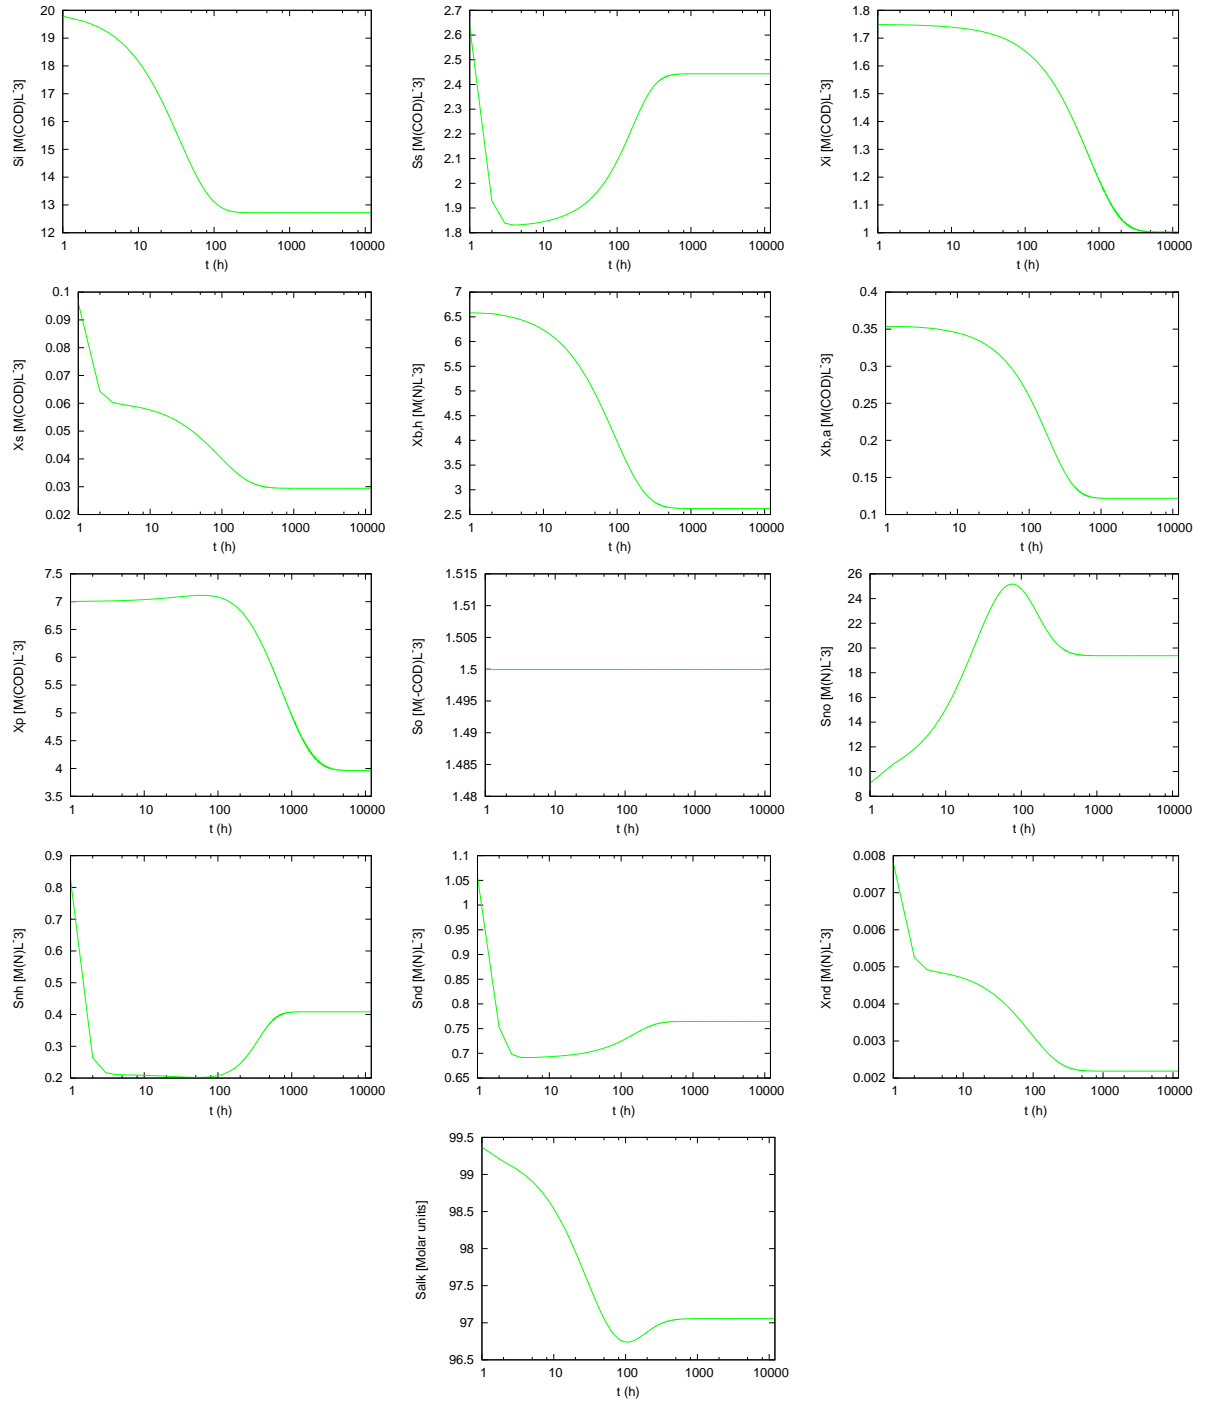 Si [M(COD)L-3]
20
19
18
17
16
15
14
13
12
1 10 100 1000 10000
t (h)
Ss [M(COD)L-3]
2.7
2.6
2.5
2.4
2.3
2.2
2.1
2
1.9
1.8
1 10 100 1000 10000
t (h)
Xi [M(COD)L-3]
1.8
1.7
1.6
1.5
1.4
1.3
1.2
1.1
1
1 10 100 1000 10000
t (h)
Xs [M(COD)L-3]
0.1
0.09
0.08
0.07
0.06
0.05
0.04
0.03
0.02
1 10 100 1000 10000
t (h)
Xb,h [M(N)L-3]
7
6.5
6
5.5
5
4.5
4
3.5
3
2.5
1 10 100 1000 10000
t (h)
Xb,a [M(COD)L-3]
0.4
0.35
0.3
0.25
0.2
0.15
0.1
1 10 100 1000 10000
t (h)
Xp [M(COD)L-3]
7.5
7
6.5
6
5.5
5
4.5
4
3.5
1 10 100 1000 10000
t (h)
So [M(-COD)L-3]
1.515
1.51
1.505
1.5
1.495
1.49
1.485
1.48
1 10 100 1000 10000
t (h)
Sno [M(N)L-3]
26
24
22
20
18
16
14
12
10
8
1 10 100 1000 10000
t (h)
Snh [M(N)L-3]
0.9
0.8
0.7
0.6
0.5
0.4
0.3
0.2
1 10 100 1000 10000
t (h)
Snd [M(N)L-3]
1.1
1.05
1
0.95
0.9
0.85
0.8
0.75
0.7
0.65
1 10 100 1000 10000
t (h)
Xnd [M(N)L-3]
0.008
0.007
0.006
0.005
0.004
0.003
0.002
1 10 100 1000 10000
t (h)
Salk [Molar units]
99.5
99
98.5
98
97.5
97
96.5
1 10 100 1000 10000
t (h)